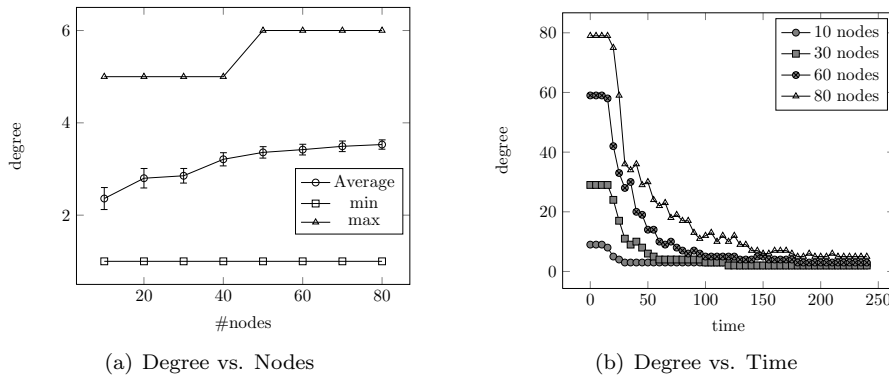 6
4
2
20
40
60
80
degree
#nodes
Average
min
max
(a) Degree vs. Nodes
80
60
40
20
0
0
50
100
150
200
250
degree
time
10 nodes
30 nodes
60 nodes
80 nodes
(b) Degree vs. Time